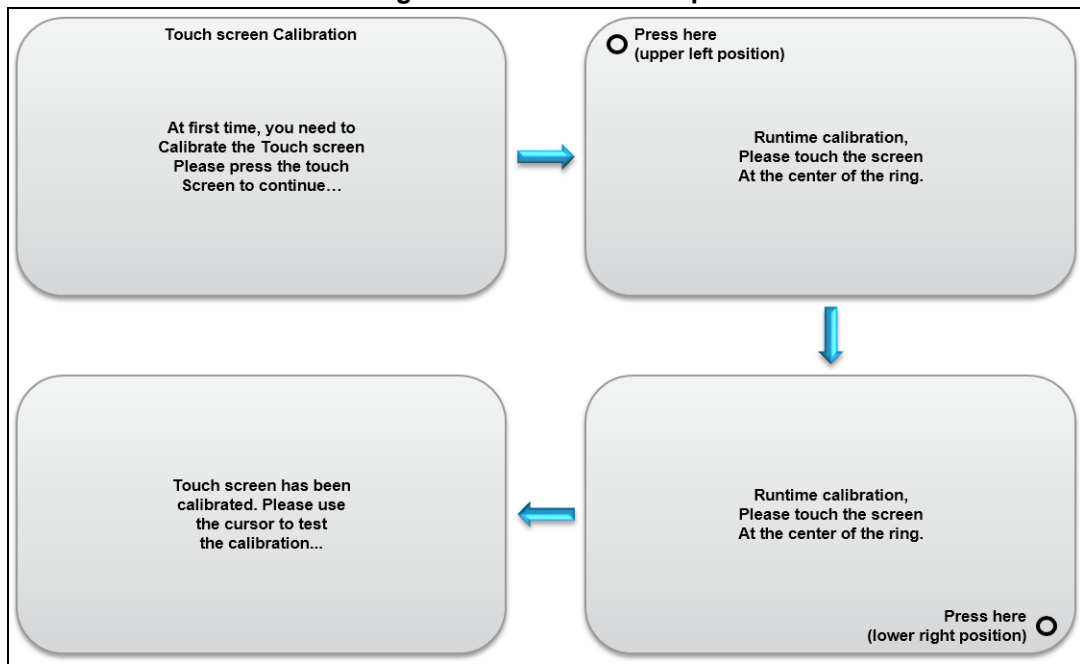 Touch screen Calibration
At first time, you need to
Calibrate the Touch screen
Please press the touch
Screen to continue…
Press here
(upper left position)
Runtime calibration,
Please touch the screen
At the center of the ring.
Runtime calibration,
Please touch the screen
At the center of the ring.
Press here
(lower right position)
Touch screen has been
calibrated. Please use
the cursor to test
the calibration...